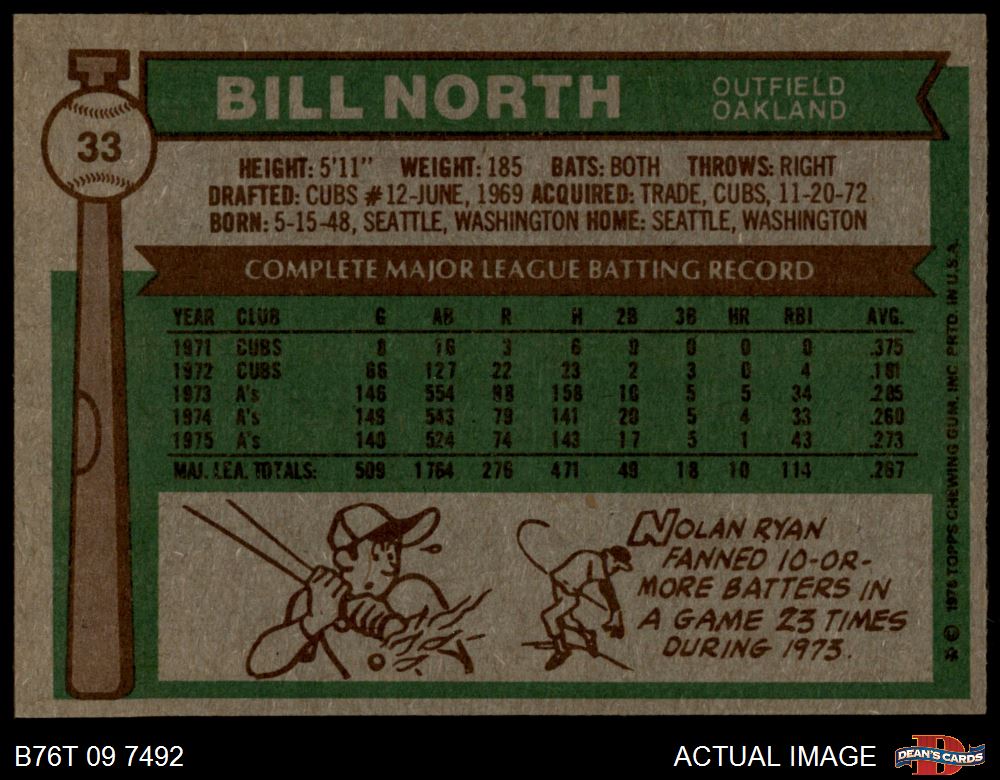 33
BILL NORTH
OUTFIELD
OAKLAND
HEIGHT: 5'11" WEIGHT: 185 BATS: BOTH THROWS: RIGHT
DRAFTED: CUBS #12-JUNE, 1969 ACQUIRED: TRADE, CUBS, 11-20-72
BORN: 5-15-48, SEATTLE, WASHINGTON HOME: SEATTLE, WASHINGTON
COMPLETE MAJOR LEAGUE BATTING RECORD
YEAR CLUB G AB R H 2B 3B HR RBI AVG.
1971 CUBS 8 16 3 6 0 0 0 0 .375
1972 CUBS 66 127 22 23 2 3 0 4 .181
1973 A's 146 554 98 158 10 5 5 34 .285
1974 A's 149 543 79 141 20 5 4 33 .260
1975 A's 140 524 74 143 17 5 1 43 .273
MAJ. LEA. TOTALS: 509 1764 276 471 49 18 10 114 .267
NOLAN RYAN
FANNED 10-OR-
MORE BATTERS IN
A GAME 23 TIMES
DURING 1973.
© 1976 TOPPS CHEWING GUM, INC. PRTD. IN U.S.A.
B76T 09 7492
ACTUAL IMAGE
DEAN'S CARDS